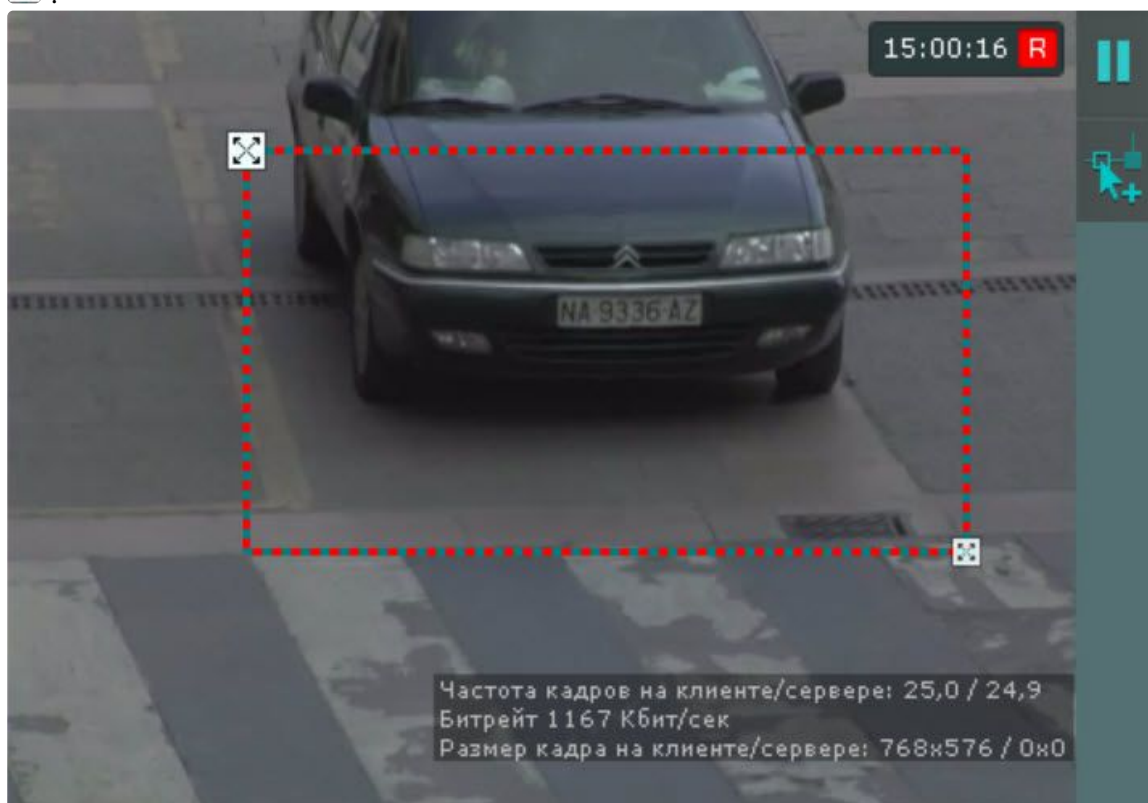 15:00:16 R
NA 9336 AZ
Частота кадров на клиенте/сервере: 25,0 / 24,9
Битрейт 1167 Кбит/сек
Размер кадра на клиенте/сервере: 768x576 / 0x0